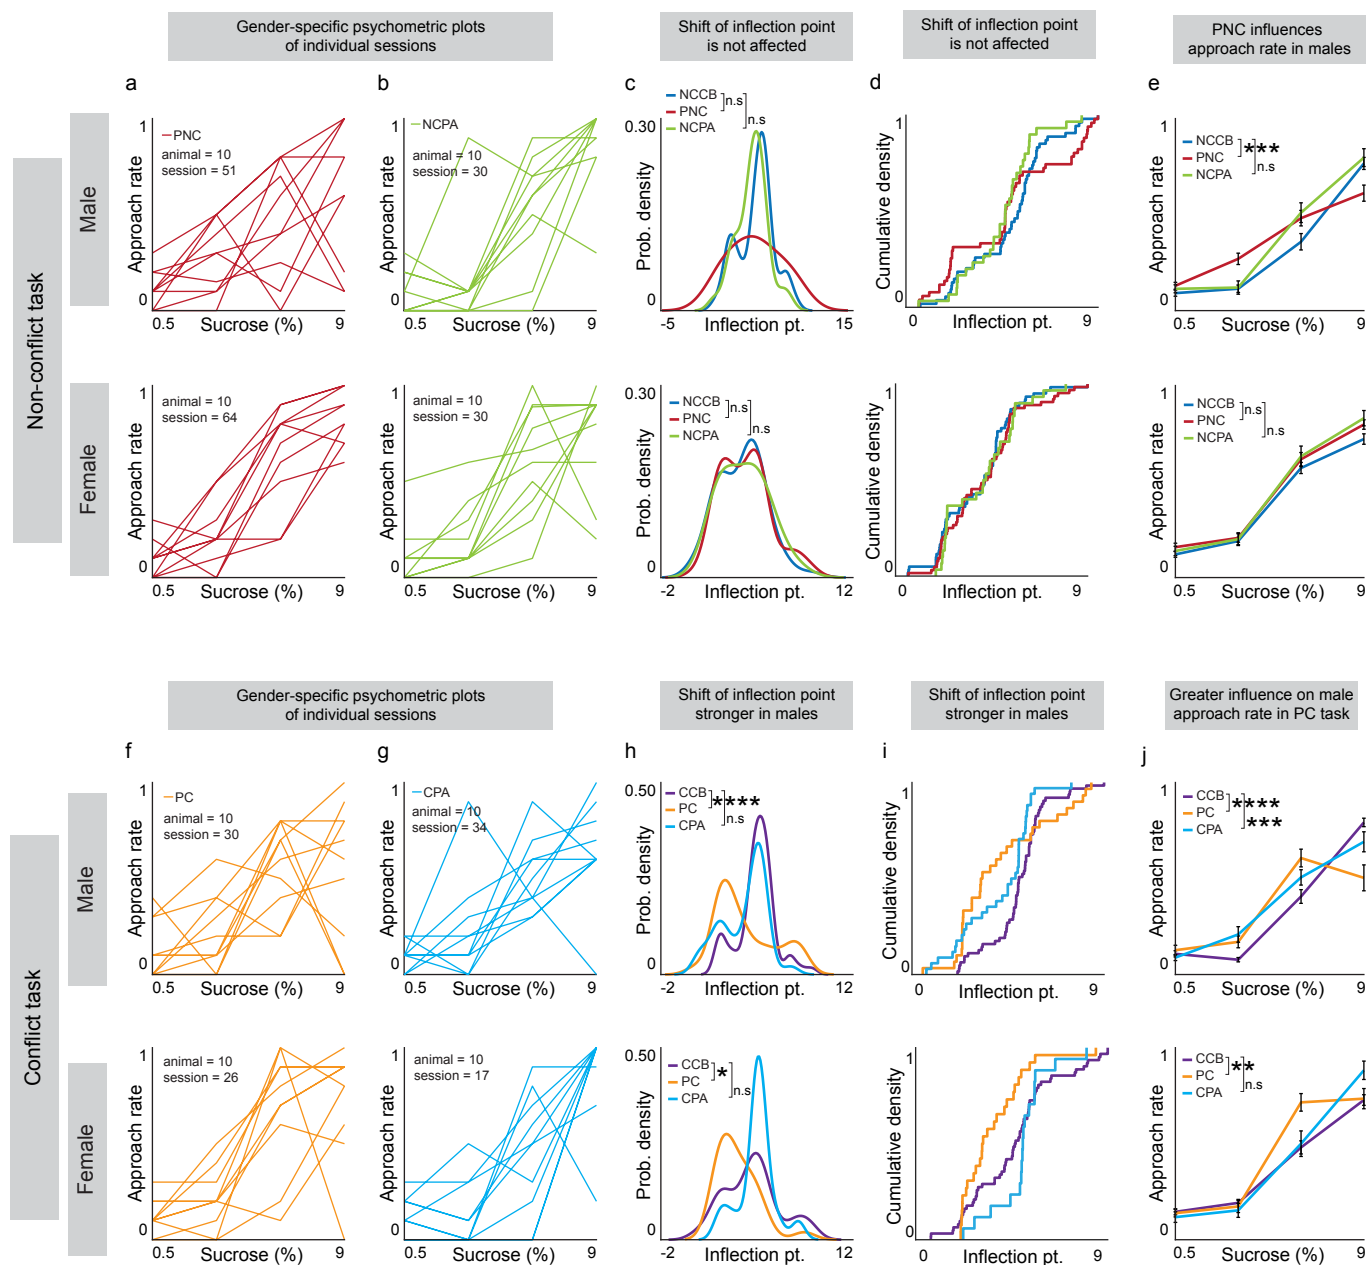 Gender-specific psychometric plots
of individual sessions
Shift of inflection point
is not affected
Shift of inflection point
is not affected
PNC influences
approach rate in males
Non-conflict task
Male
a
1
Approach rate
0
PNC
animal = 10
session = 51
0.5 Sucrose (%) 9
b
1
Approach rate
0
NCPA
animal = 10
session = 30
0.5 Sucrose (%) 9
c
NCCB
PNC
NCPA
n.s
n.s
0.30
Prob. density
0
-5 Inflection pt. 15
d
1
Cumulative density
0
0 Inflection pt. 9
e
1
Approach rate
0
NCCB
PNC
NCPA
***
n.s
0.5 Sucrose (%) 9
Female
1
Approach rate
0
animal = 10
session = 64
0.5 Sucrose (%) 9
1
Approach rate
0
animal = 10
session = 30
0.5 Sucrose (%) 9
0.30
Prob. density
0
NCCB
PNC
NCPA
n.s
n.s
-2 Inflection pt. 12
1
Cumulative density
0
0 Inflection pt. 9
1
Approach rate
0
NCCB
PNC
NCPA
n.s
n.s
0.5 Sucrose (%) 9
Gender-specific psychometric plots
of individual sessions
Shift of inflection point
stronger in males
Shift of inflection point
stronger in males
Greater influence on male
approach rate in PC task
Conflict task
Male
f
1
Approach rate
0
PC
animal = 10
session = 30
0.5 Sucrose (%) 9
g
1
Approach rate
0
CPA
animal = 10
session = 34
0.5 Sucrose (%) 9
h
0.50
Prob. density
0
CCB
PC
CPA
****
n.s
-2 Inflection pt. 12
i
1
Cumulative density
0
0 Inflection pt. 9
j
1
Approach rate
0
CCB
PC
CPA
****
***
0.5 Sucrose (%) 9
Female
1
Approach rate
0
animal = 10
session = 26
0.5 Sucrose (%) 9
1
Approach rate
0
animal = 10
session = 17
0.5 Sucrose (%) 9
0.50
Prob. density
0
CCB
PC
CPA
*
n.s
-2 Inflection pt. 12
1
Cumulative density
0
0 Inflection pt. 9
1
Approach rate
0
CCB
PC
CPA
**
n.s
0.5 Sucrose (%) 9